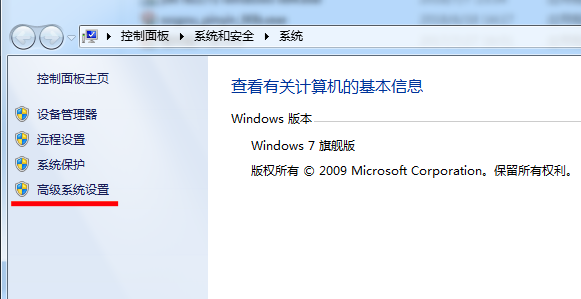 控制面板 系统和安全 系统
控制面板主页
设备管理器
远程设置
系统保护
高级系统设置
查看有关计算机的基本信息
Windows 版本
Windows 7 旗舰版
版权所有 © 2009 Microsoft Corporation。保留所有权利。